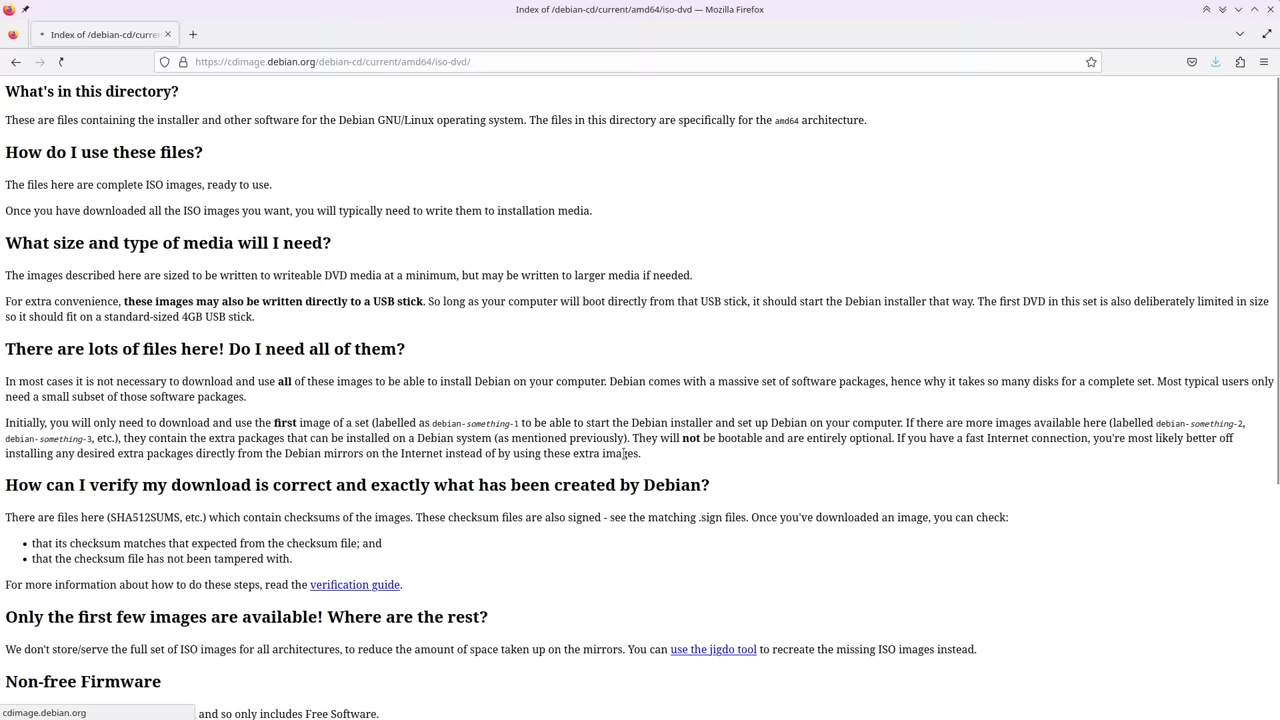 Index of /debian-cd/current/amd64/iso-dvd — Mozilla Firefox
Index of /debian-cd/curre
https://cdimage.debian.org/debian-cd/current/amd64/iso-dvd/
What's in this directory?
These are files containing the installer and other software for the Debian GNU/Linux operating system. The files in this directory are specifically for the amd64 architecture.
How do I use these files?
The files here are complete ISO images, ready to use.
Once you have downloaded all the ISO images you want, you will typically need to write them to installation media.
What size and type of media will I need?
The images described here are sized to be written to writeable DVD media at a minimum, but may be written to larger media if needed.
For extra convenience, these images may also be written directly to a USB stick. So long as your computer will boot directly from that USB stick, it should start the Debian installer that way. The first DVD in this set is also deliberately limited in size
so it should fit on a standard-sized 4GB USB stick.
There are lots of files here! Do I need all of them?
In most cases it is not necessary to download and use all of these images to be able to install Debian on your computer. Debian comes with a massive set of software packages, hence why it takes so many disks for a complete set. Most typical users only
need a small subset of those software packages.
Initially, you will only need to download and use the first image of a set (labelled as debian-something-1 to be able to start the Debian installer and set up Debian on your computer. If there are more images available here (labelled debian-something-2,
debian-something-3, etc.), they contain the extra packages that can be installed on a Debian system (as mentioned previously). They will not be bootable and are entirely optional. If you have a fast Internet connection, you're most likely better off
installing any desired extra packages directly from the Debian mirrors on the Internet instead of by using these extra images.
How can I verify my download is correct and exactly what has been created by Debian?
There are files here (SHA512SUMS, etc.) which contain checksums of the images. These checksum files are also signed - see the matching .sign files. Once you've downloaded an image, you can check:
• that its checksum matches that expected from the checksum file; and
• that the checksum file has not been tampered with.
For more information about how to do these steps, read the verification guide.
Only the first few images are available! Where are the rest?
We don't store/serve the full set of ISO images for all architectures, to reduce the amount of space taken up on the mirrors. You can use the jigdo tool to recreate the missing ISO images instead.
Non-free Firmware
cdimage.debian.org and so only includes Free Software.